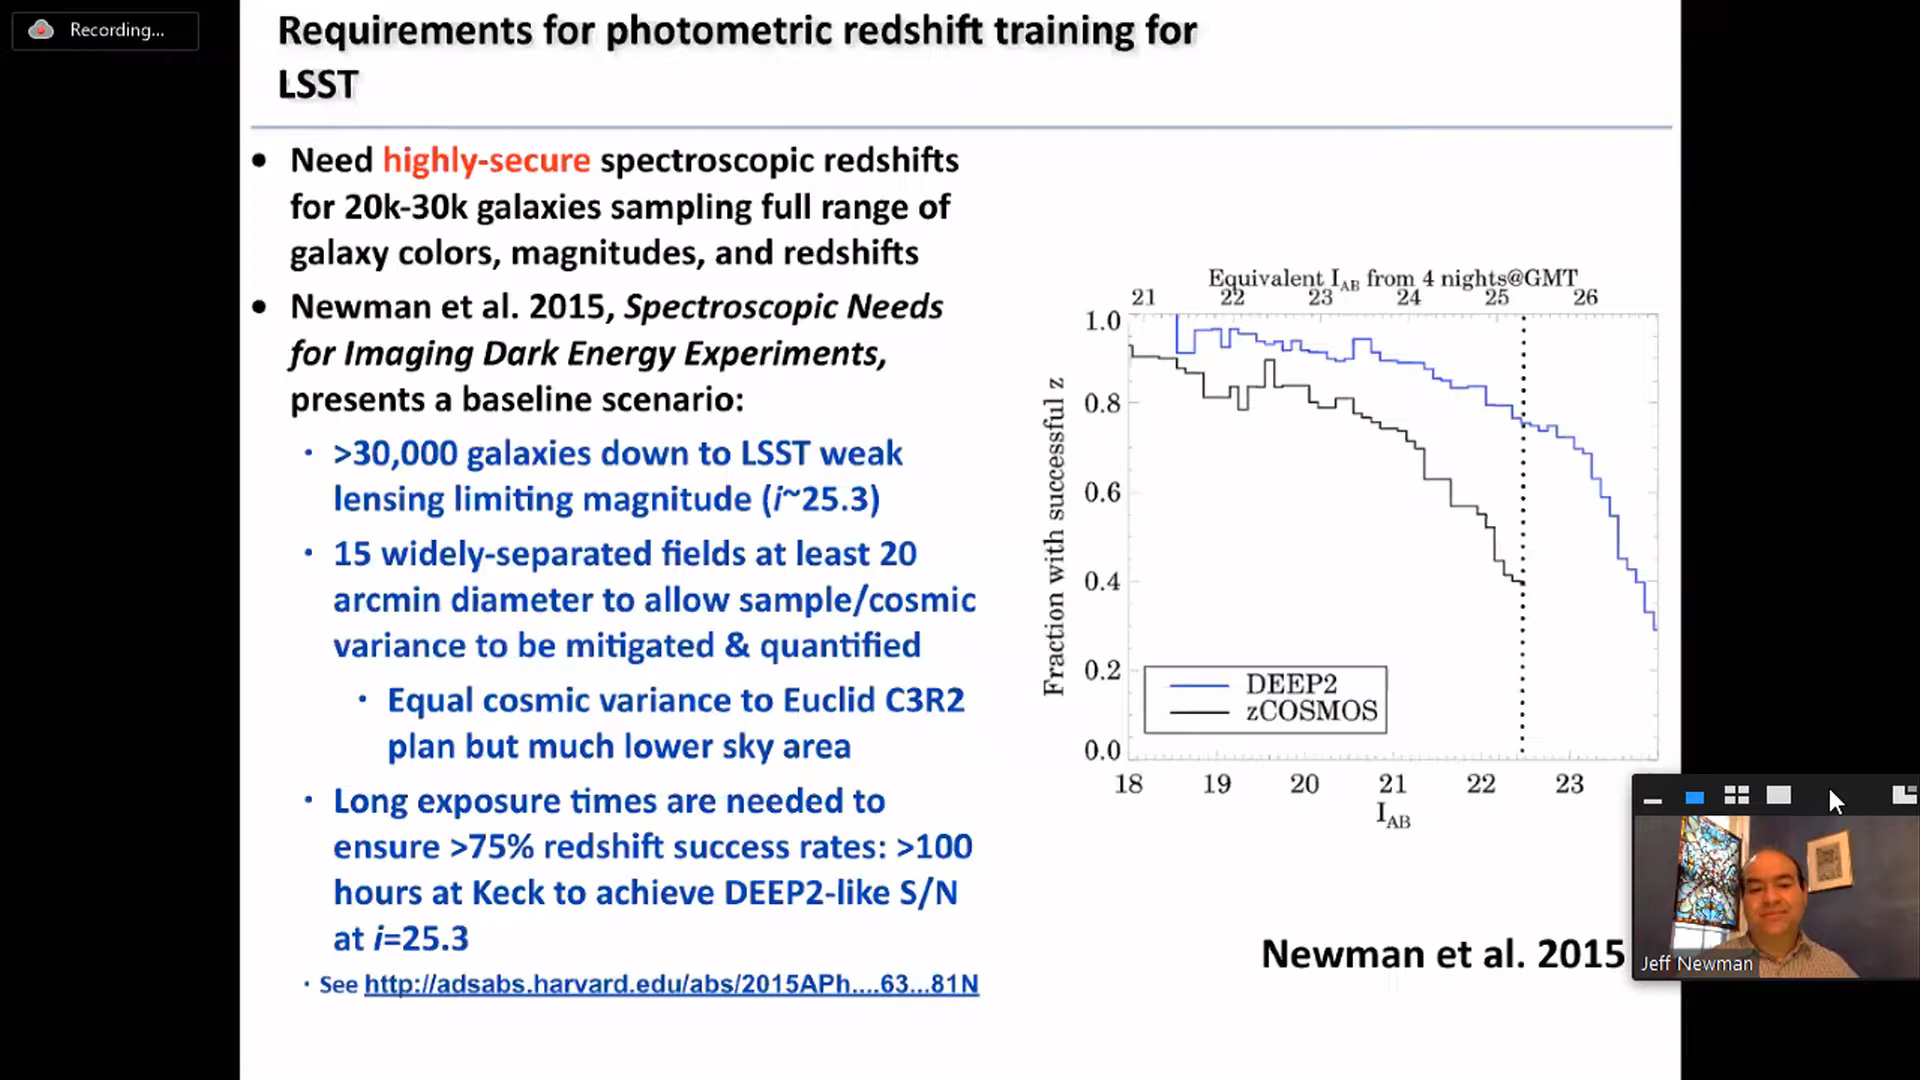 Recording...
Requirements for photometric redshift training for
LSST
• Need highly-secure spectroscopic redshifts
for 20k-30k galaxies sampling full range of
galaxy colors, magnitudes, and redshifts
• Newman et al. 2015, Spectroscopic Needs
for Imaging Dark Energy Experiments,
presents a baseline scenario:
· >30,000 galaxies down to LSST weak
lensing limiting magnitude (i~25.3)
· 15 widely-separated fields at least 20
arcmin diameter to allow sample/cosmic
variance to be mitigated & quantified
· Equal cosmic variance to Euclid C3R2
plan but much lower sky area
· Long exposure times are needed to
ensure >75% redshift success rates: >100
hours at Keck to achieve DEEP2-like S/N
at i=25.3
· See http://adsabs.harvard.edu/abs/2015APh....63...81N
Equivalent I_AB from 4 nights@GMT
21 22 23 24 25 26
Fraction with successful z
1.0
0.8
0.6
0.4
0.2
0.0
DEEP2
zCOSMOS
18 19 20 21 22 23
I_AB
Newman et al. 2015
Jeff Newman